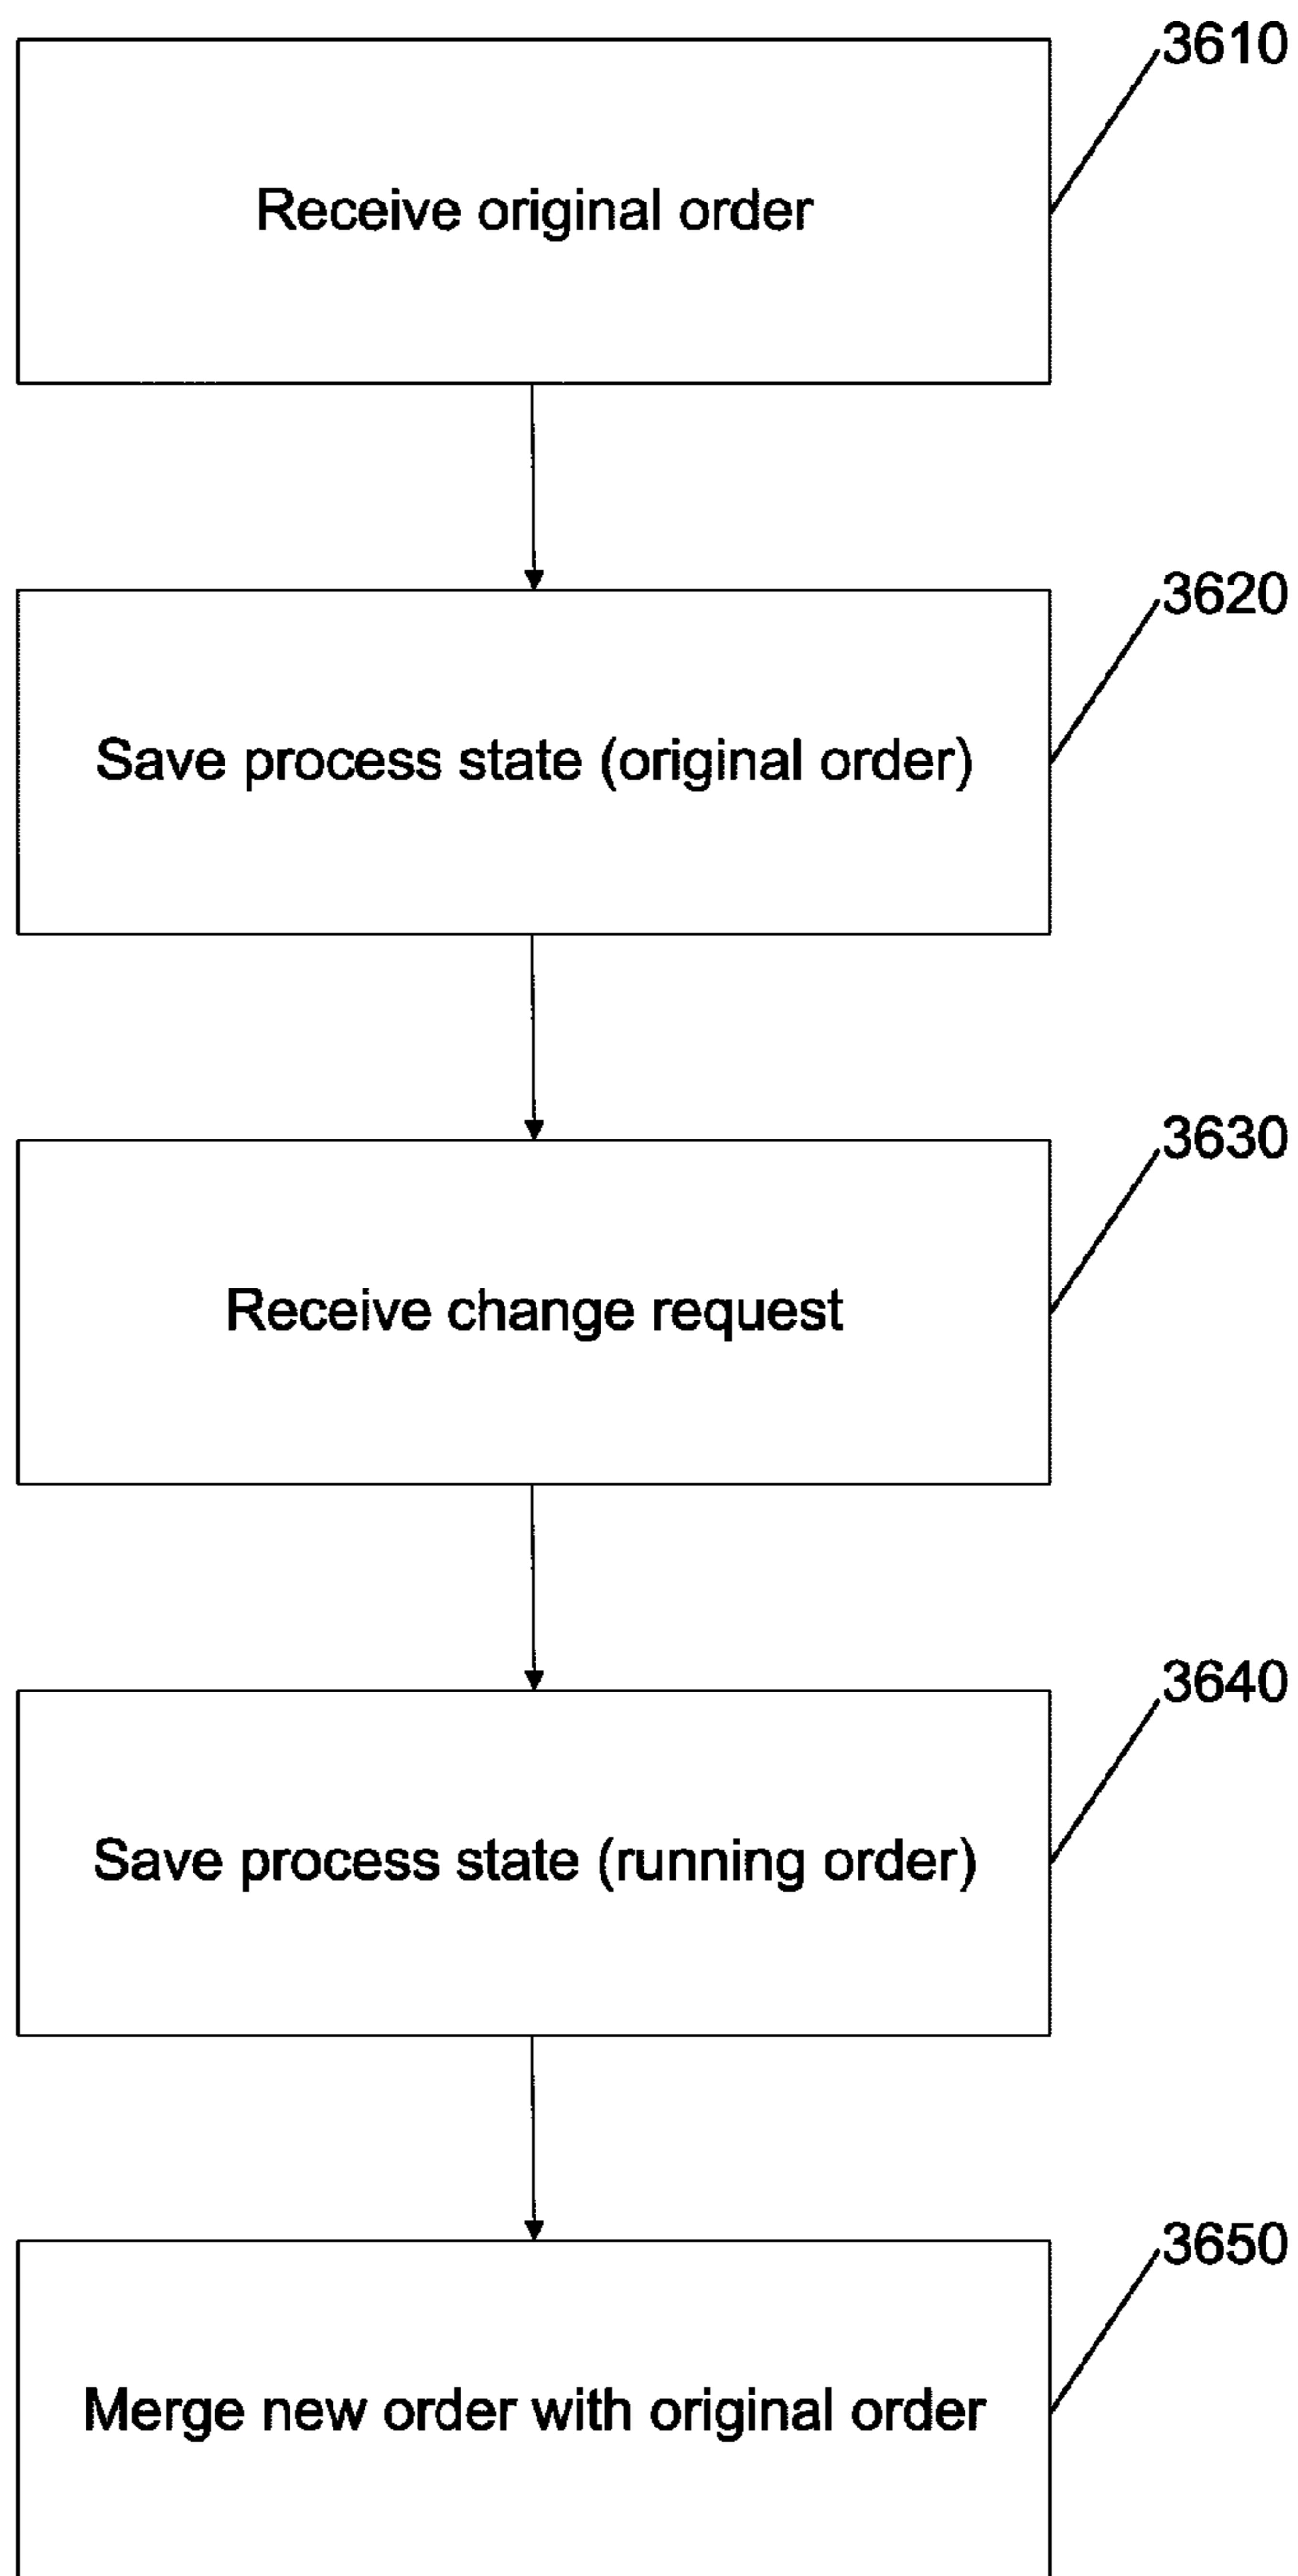 3610
Receive original order
3620
Save process state (original order)
3630
Receive change request
3640
Save process state (running order)
3650
Merge new order with original order